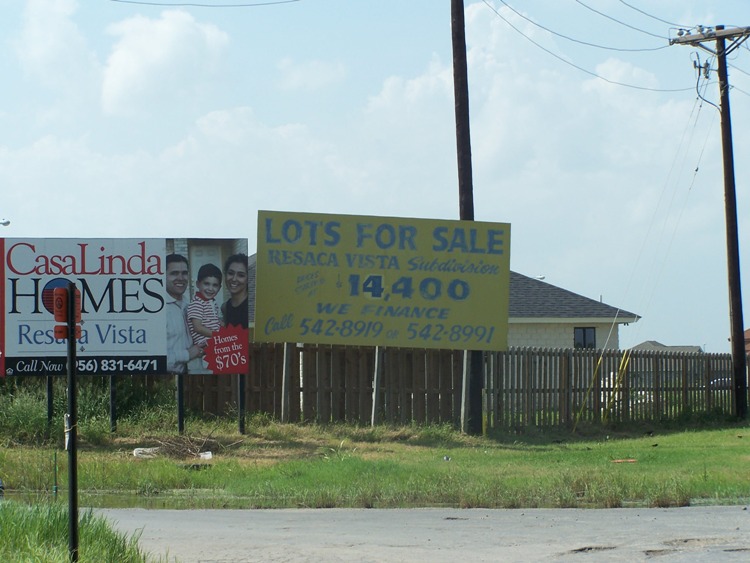 CasaLinda
HOMES
Resaca Vista
Call Now (956) 831-6471
Homes
from the
$70's
LOTS FOR SALE
RESACA VISTA Subdivision
$14,400
WE FINANCE
Call 542-8919 or 542-8991